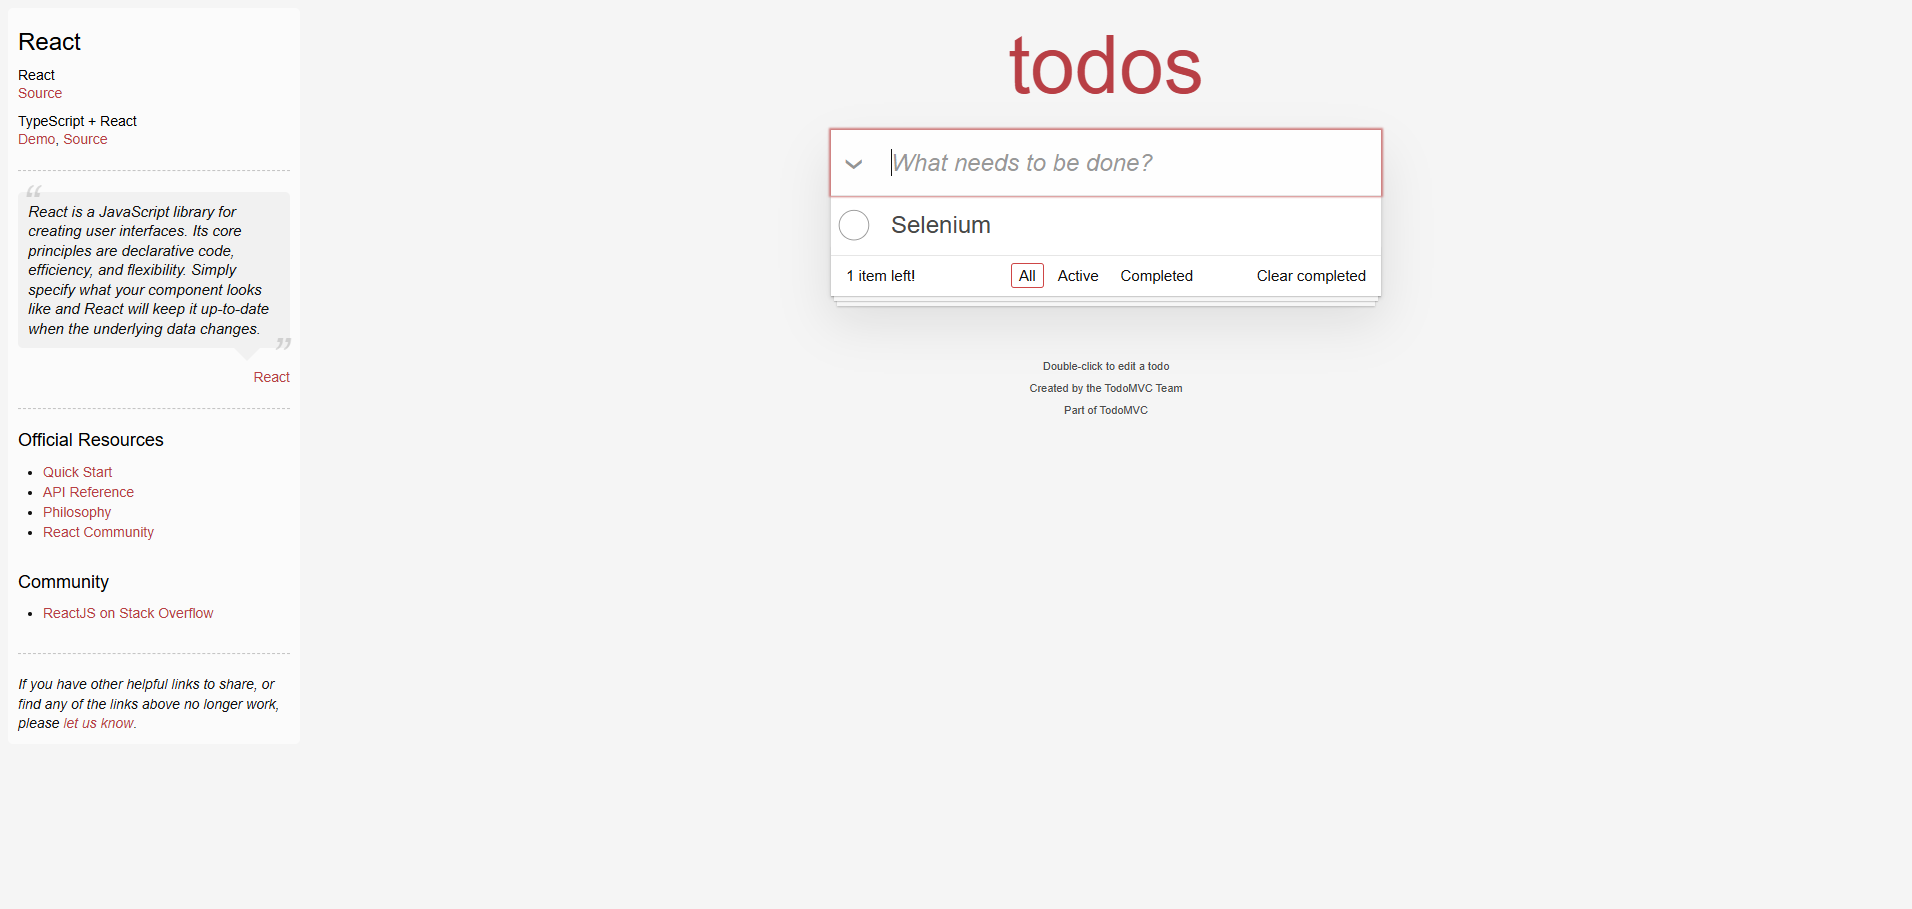 React
React
Source
TypeScript + React
Demo, Source
“
React is a JavaScript library for
creating user interfaces. Its core
principles are declarative code,
efficiency, and flexibility. Simply
specify what your component looks
like and React will keep it up-to-date
when the underlying data changes.
”
React
Official Resources
• Quick Start
• API Reference
• Philosophy
• React Community
Community
• ReactJS on Stack Overflow
If you have other helpful links to share, or
find any of the links above no longer work,
please let us know.
todos
What needs to be done?
Selenium
1 item left! All Active Completed Clear completed
Double-click to edit a todo
Created by the TodoMVC Team
Part of TodoMVC